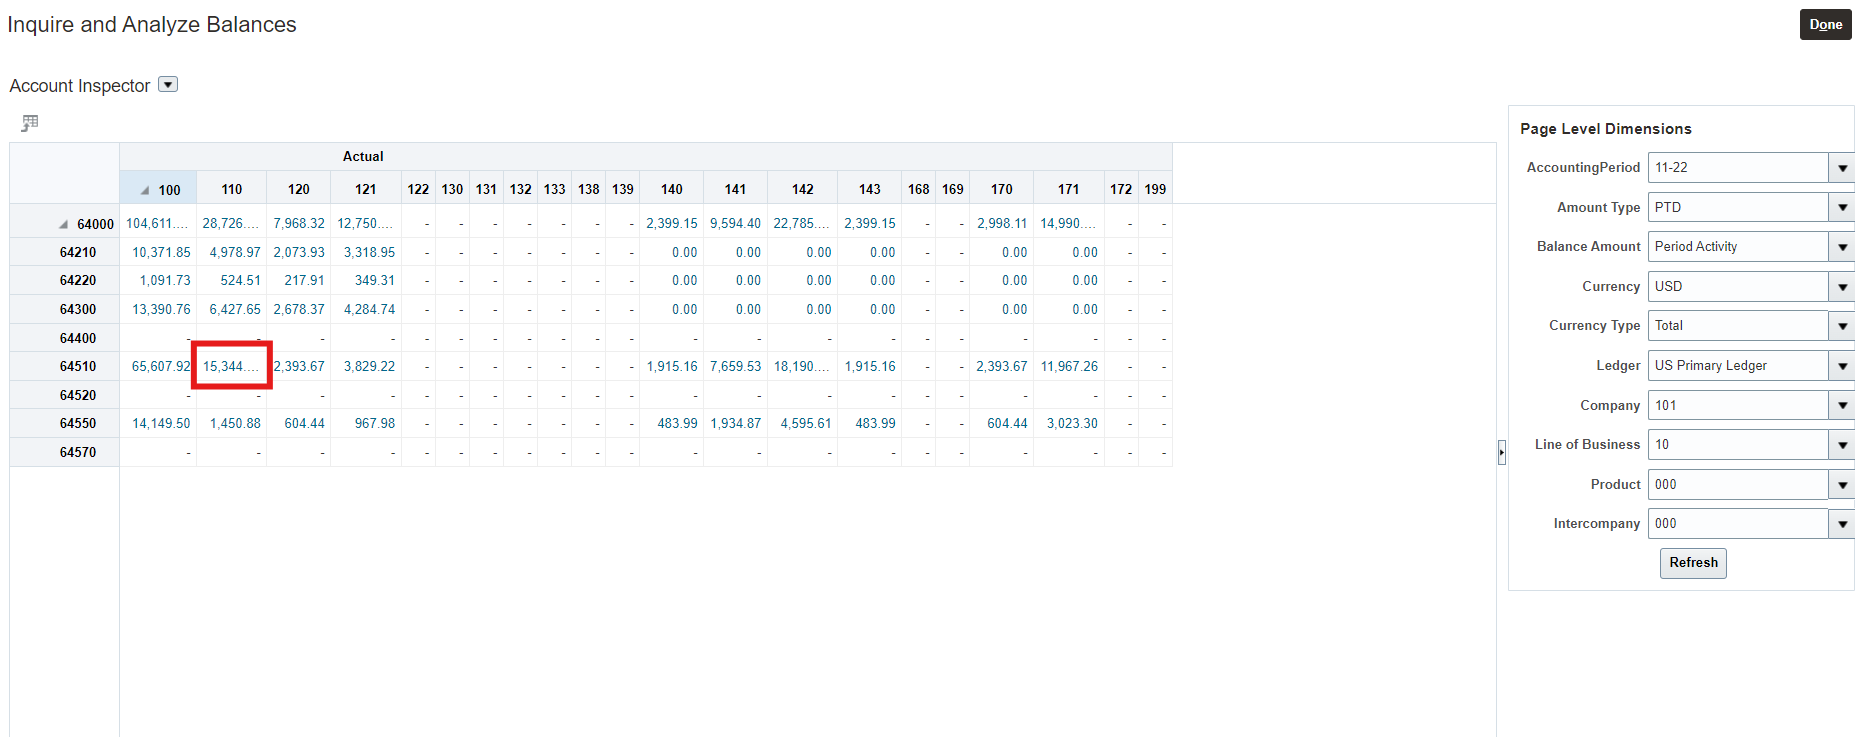 Inquire and Analyze Balances
Done
Account Inspector
Actual
100 110 120 121 122 130 131 132 133 138 139 140 141 142 143 168 169 170 171 172 199
64000 104,611.... 28,726.... 7,968.32 12,750.... - - - - - - - 2,399.15 9,594.40 22,785.... 2,399.15 - - 2,998.11 14,990.... - -
64210 10,371.85 4,978.97 2,073.93 3,318.95 - - - - - - - 0.00 0.00 0.00 0.00 - - 0.00 0.00 - -
64220 1,091.73 524.51 217.91 349.31 - - - - - - - 0.00 0.00 0.00 0.00 - - 0.00 0.00 - -
64300 13,390.76 6,427.65 2,678.37 4,284.74 - - - - - - - 0.00 0.00 0.00 0.00 - - 0.00 0.00 - -
64400 - - - - - - - - - - - - - - - - - - - - -
64510 65,607.92 15,344.... 2,393.67 3,829.22 - - - - - - - 1,915.16 7,659.53 18,190.... 1,915.16 - - 2,393.67 11,967.26 - -
64520 - - - - - - - - - - - - - - - - - - - - -
64550 14,149.50 1,450.88 604.44 967.98 - - - - - - - 483.99 1,934.87 4,595.61 483.99 - - 604.44 3,023.30 - -
64570 - - - - - - - - - - - - - - - - - - - - -
Page Level Dimensions
AccountingPeriod 11-22
Amount Type PTD
Balance Amount Period Activity
Currency USD
Currency Type Total
Ledger US Primary Ledger
Company 101
Line of Business 10
Product 000
Intercompany 000
Refresh